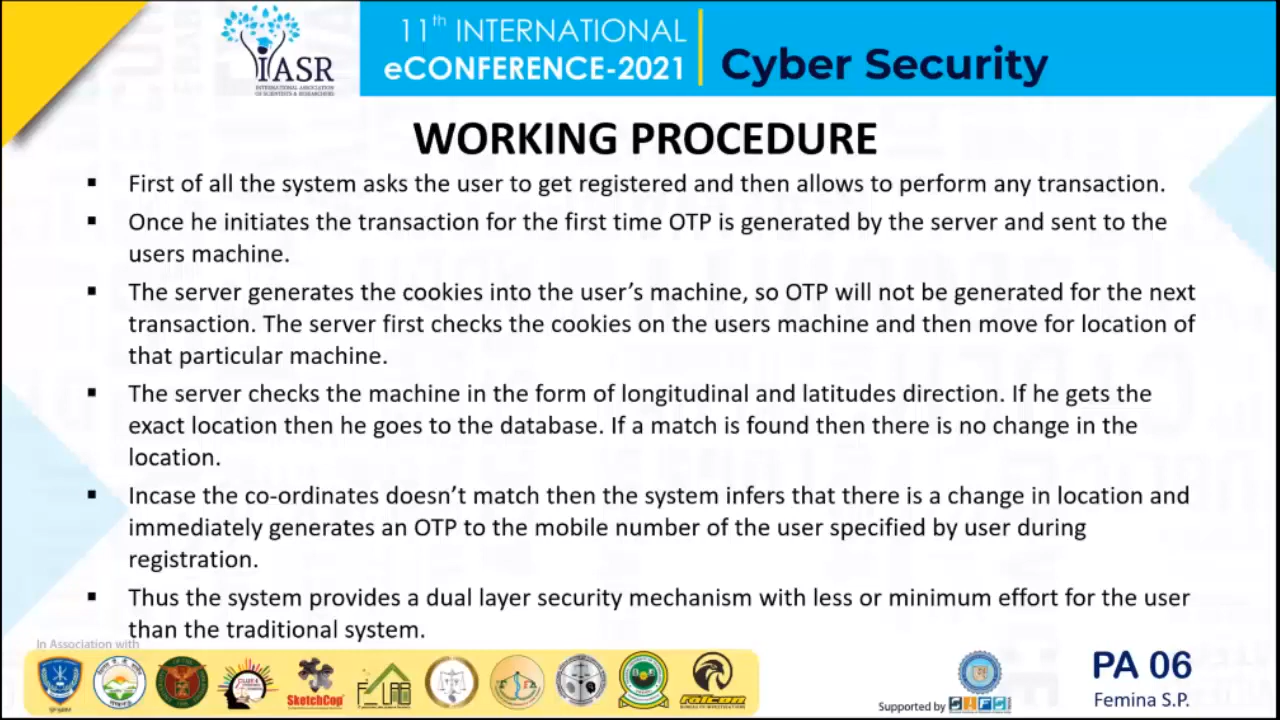 11th INTERNATIONAL
eCONFERENCE-2021
Cyber Security
iASR
INTERNATIONAL ASSOCIATION
OF SCIENTISTS & RESEARCHERS
WORKING PROCEDURE
▪ First of all the system asks the user to get registered and then allows to perform any transaction.
▪ Once he initiates the transaction for the first time OTP is generated by the server and sent to the
users machine.
▪ The server generates the cookies into the user’s machine, so OTP will not be generated for the next
transaction. The server first checks the cookies on the users machine and then move for location of
that particular machine.
▪ The server checks the machine in the form of longitudinal and latitudes direction. If he gets the
exact location then he goes to the database. If a match is found then there is no change in the
location.
▪ Incase the co-ordinates doesn’t match then the system infers that there is a change in location and
immediately generates an OTP to the mobile number of the user specified by user during
registration.
▪ Thus the system provides a dual layer security mechanism with less or minimum effort for the user
than the traditional system.
In Association with
SketchCop
F LAB
falcon
Supported by
SIFS
PA 06
Femina S.P.